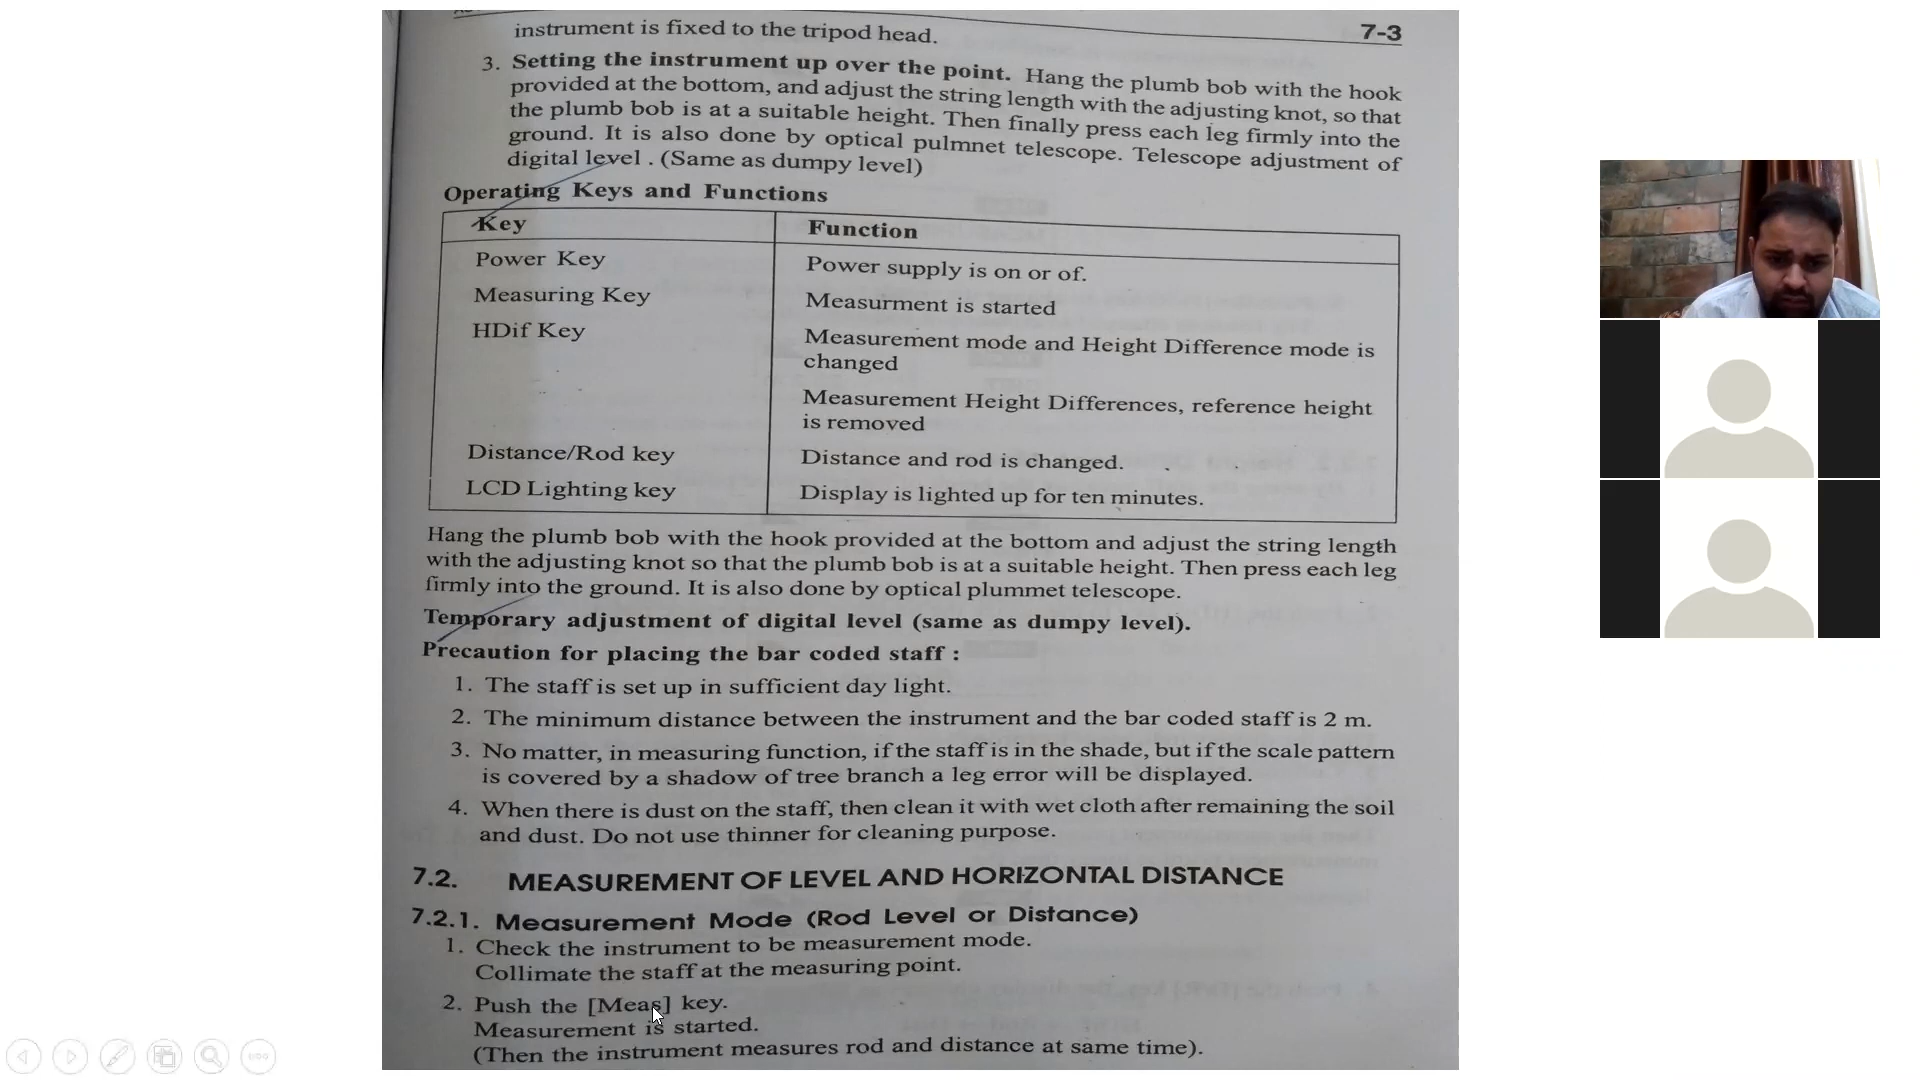 7-3
instrument is fixed to the tripod head.
3. Setting the instrument up over the point. Hang the plumb bob with the hook
provided at the bottom, and adjust the string length with the adjusting knot, so that
the plumb bob is at a suitable height. Then finally press each leg firmly into the
ground. It is also done by optical pulmnet telescope. Telescope adjustment of
digital level . (Same as dumpy level)
Operating Keys and Functions
Key Function
Power Key Power supply is on or of.
Measuring Key Measurment is started
HDif Key Measurement mode and Height Difference mode is
changed
Measurement Height Differences, reference height
is removed
Distance/Rod key Distance and rod is changed.
LCD Lighting key Display is lighted up for ten minutes.
Hang the plumb bob with the hook provided at the bottom and adjust the string length
with the adjusting knot so that the plumb bob is at a suitable height. Then press each leg
firmly into the ground. It is also done by optical plummet telescope.
Temporary adjustment of digital level (same as dumpy level).
Precaution for placing the bar coded staff :
1. The staff is set up in sufficient day light.
2. The minimum distance between the instrument and the bar coded staff is 2 m.
3. No matter, in measuring function, if the staff is in the shade, but if the scale pattern
is covered by a shadow of tree branch a leg error will be displayed.
4. When there is dust on the staff, then clean it with wet cloth after remaining the soil
and dust. Do not use thinner for cleaning purpose.
7.2. MEASUREMENT OF LEVEL AND HORIZONTAL DISTANCE
7.2.1. Measurement Mode (Rod Level or Distance)
1. Check the instrument to be measurement mode.
Collimate the staff at the measuring point.
2. Push the [Meas] key.
Measurement is started.
(Then the instrument measures rod and distance at same time).